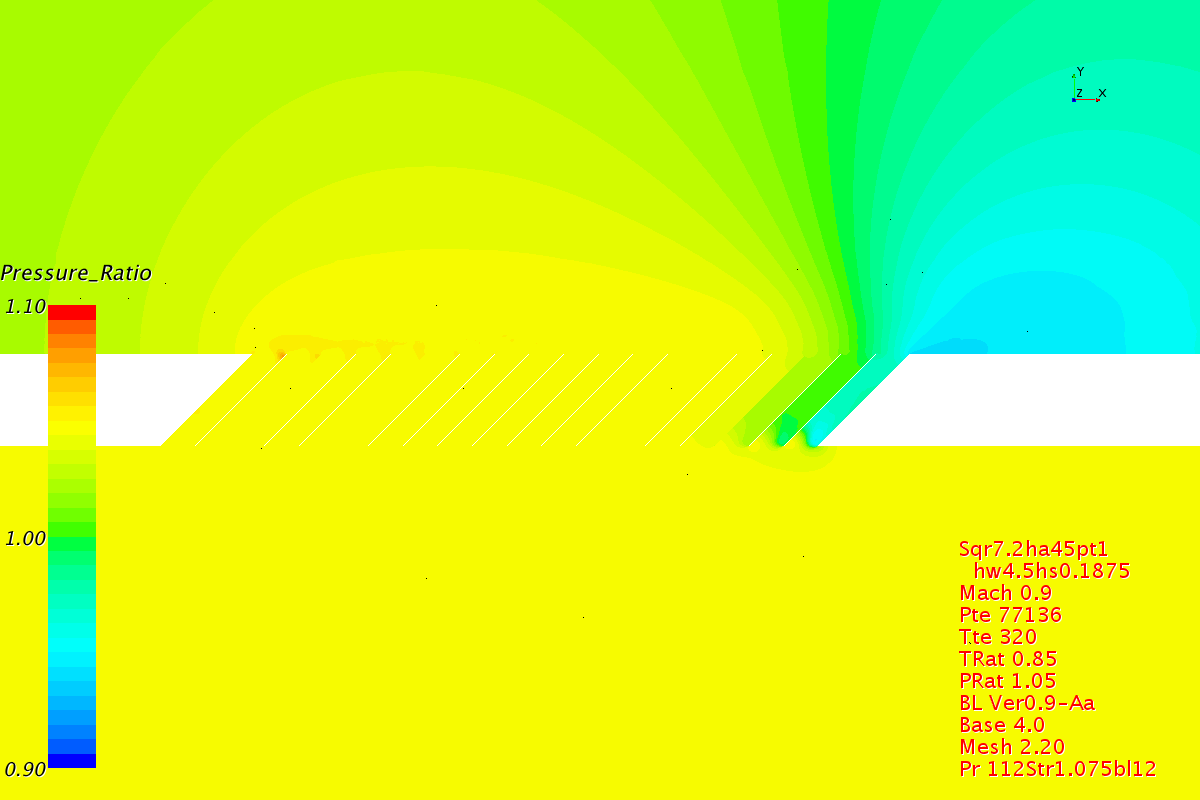 Y
Z X
Pressure_Ratio
1.10
1.00
0.90
Sqr7.2ha45pt1
hw4.5hs0.1875
Mach 0.9
Pte 77136
Tte 320
TRat 0.85
PRat 1.05
BL Ver0.9-Aa
Base 4.0
Mesh 2.20
Pr 112Str1.075bl12